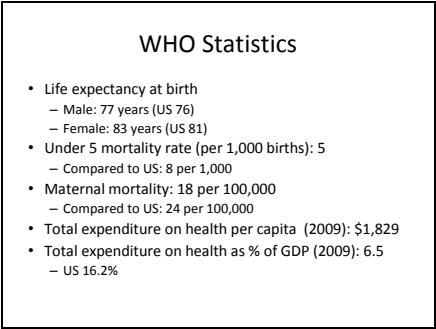 WHO Statistics
• Life expectancy at birth
– Male: 77 years (US 76)
– Female: 83 years (US 81)
• Under 5 mortality rate (per 1,000 births): 5
– Compared to US: 8 per 1,000
• Maternal mortality: 18 per 100,000
– Compared to US: 24 per 100,000
• Total expenditure on health per capita (2009): $1,829
• Total expenditure on health as % of GDP (2009): 6.5
– US 16.2%